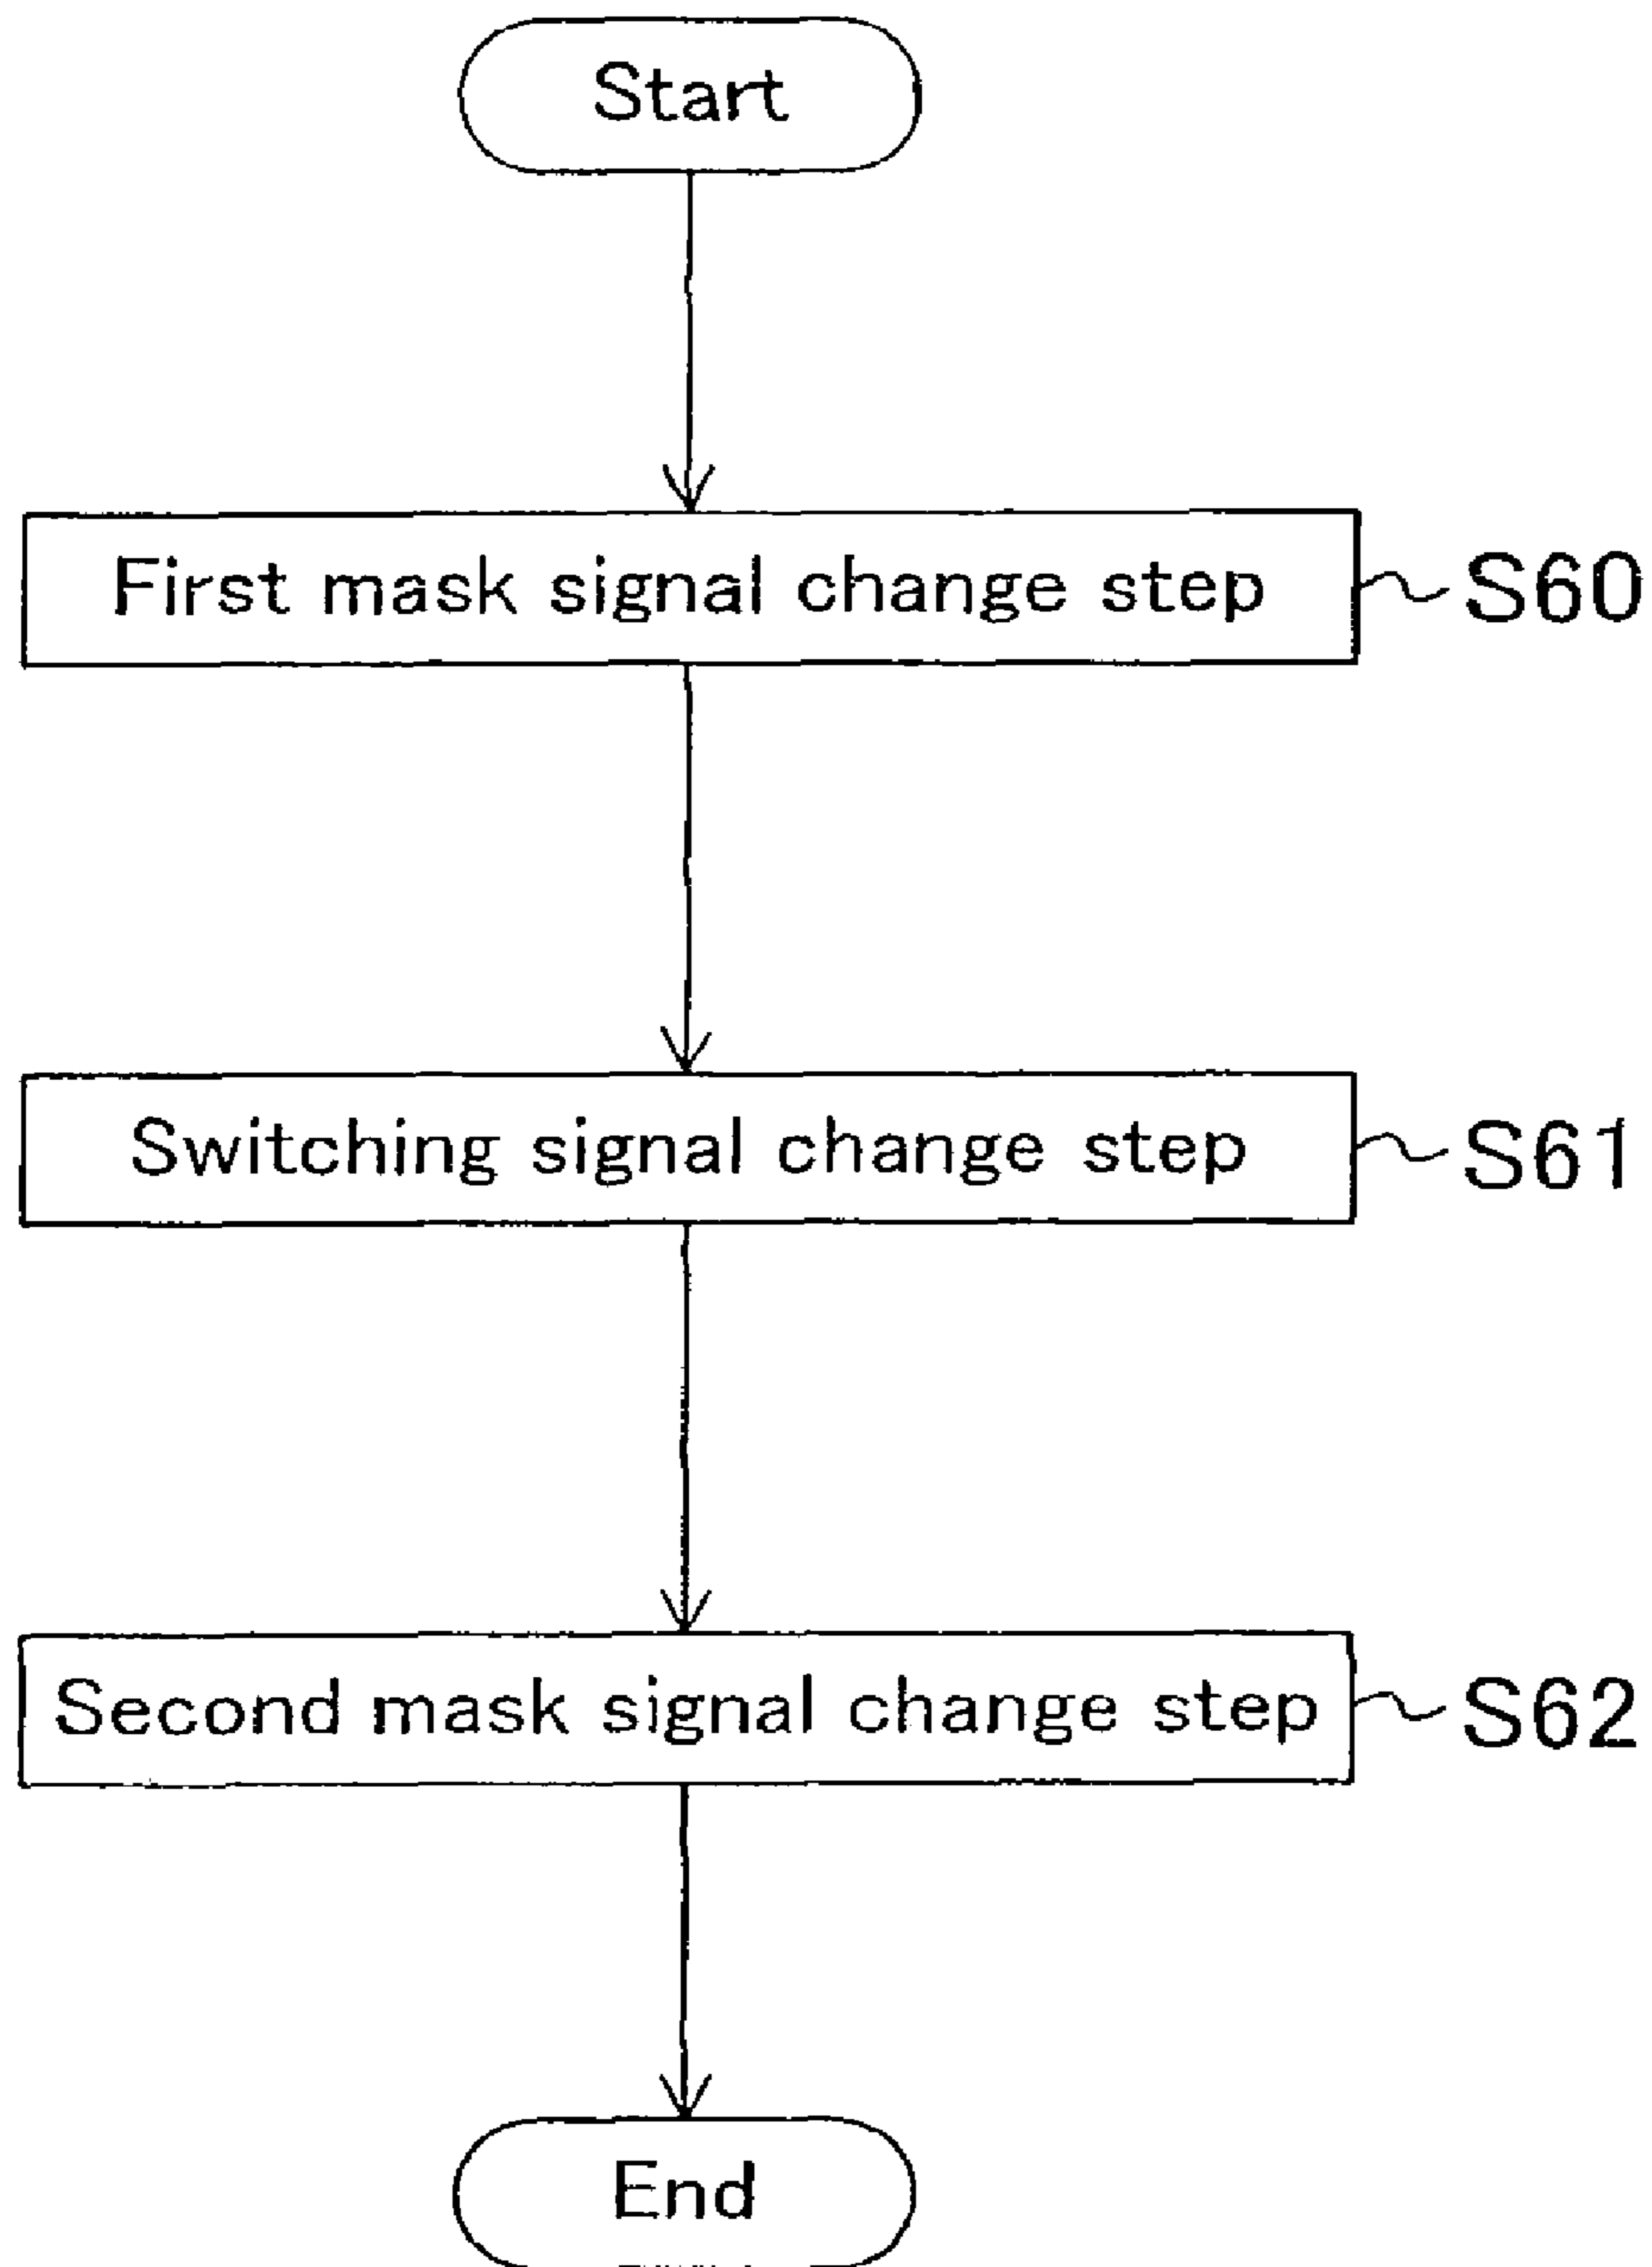 Start
First mask signal change step
S60
Switching signal change step
S61
Second mask signal change step
S62
End